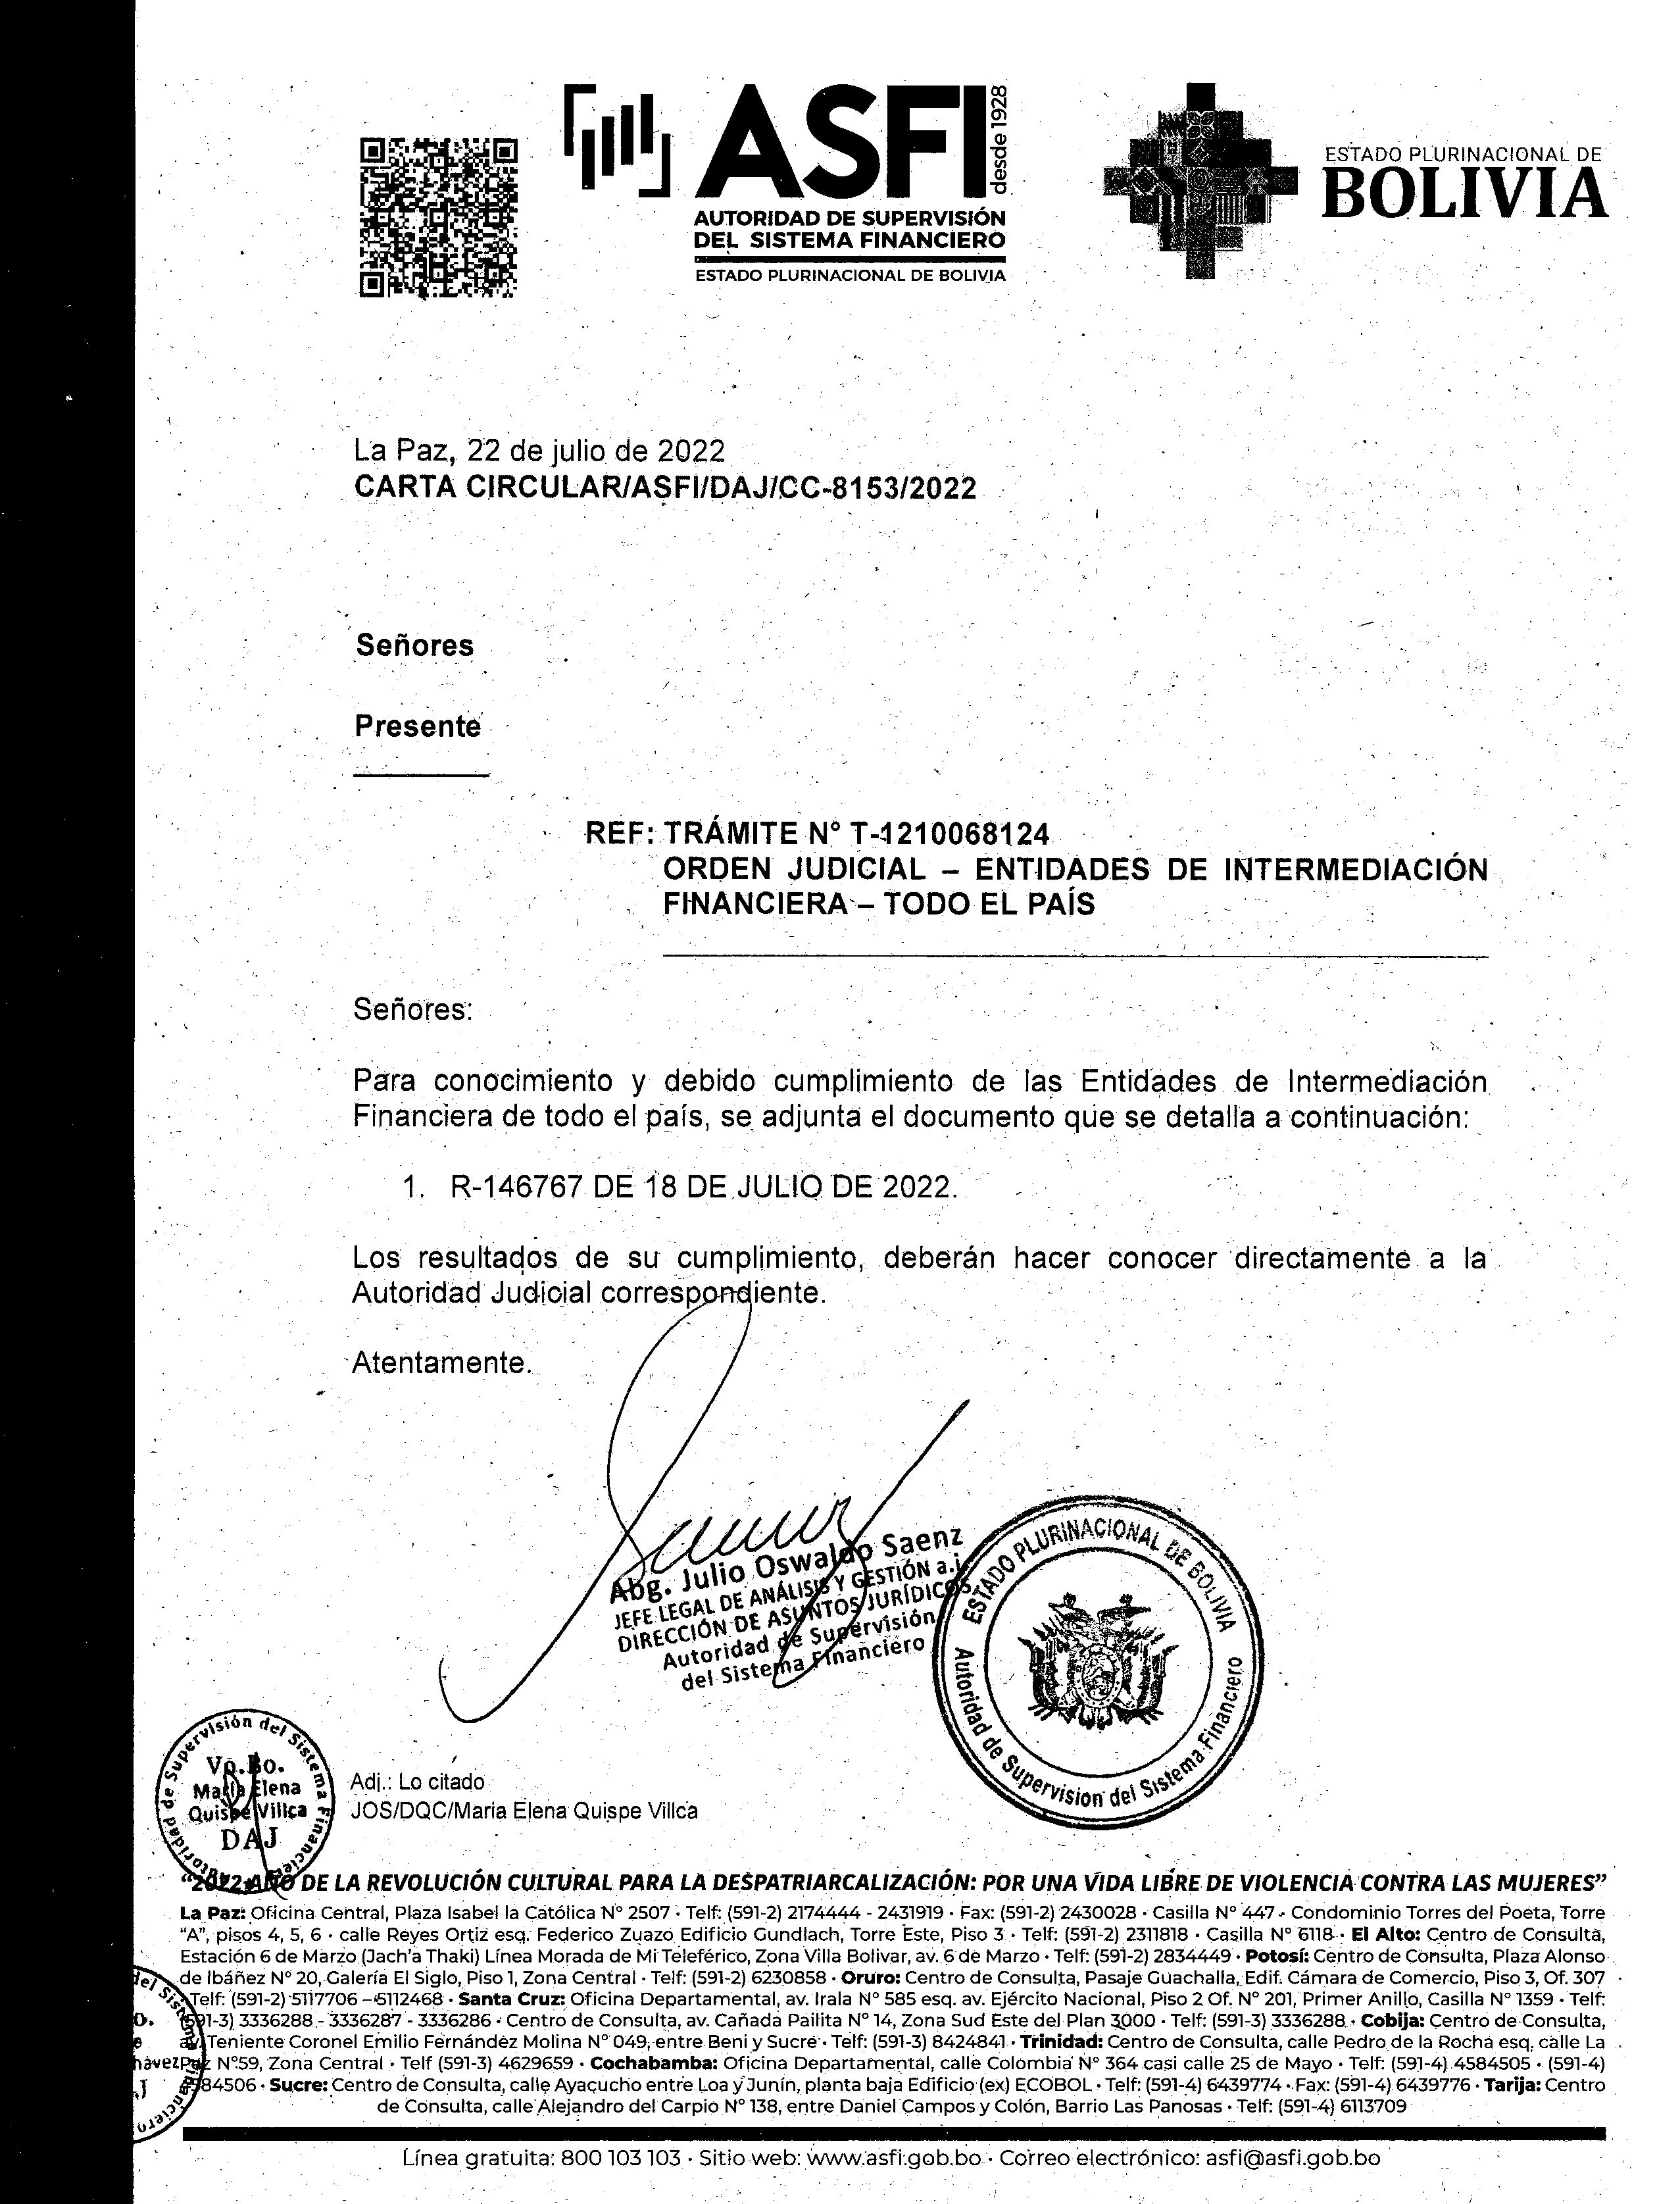 ASFI
desde 1928
AUTORIDAD DE SUPERVISIÓN
DEL SISTEMA FINANCIERO
ESTADO PLURINACIONAL DE BOLIVIA
ESTADO PLURINACIONAL DE
BOLIVIA
La Paz, 22 de julio de 2022
CARTA CIRCULAR/ASFI/DAJ/CC-8153/2022
Señores
Presente
REF: TRÁMITE N° T-1210068124
ORDEN JUDICIAL – ENTIDADES DE INTERMEDIACIÓN
FINANCIERA – TODO EL PAÍS
Señores:
Para conocimiento y debido cumplimiento de las Entidades de Intermediación
Financiera de todo el país, se adjunta el documento que se detalla a continuación:
1. R-146767 DE 18 DE JULIO DE 2022.
Los resultados de su cumplimiento, deberán hacer conocer directamente a la
Autoridad Judicial correspondiente.
Atentamente.
Abg. Julio Oswaldo Saenz
JEFE LEGAL DE ANÁLISIS Y GESTIÓN a.i.
DIRECCIÓN DE ASUNTOS JURÍDICOS
Autoridad de Supervisión
del Sistema Financiero
ESTADO PLURINACIONAL DE BOLIVIA
Autoridad de Supervision del Sistema Financiero
Autoridad de Supervisión del Sistema Financiero
Vo.Bo.
María Elena
Quispe Villca
DAJ
Adj.: Lo citado
JOS/DQC/Maria Elena Quispe Villca
“2022 AÑO DE LA REVOLUCIÓN CULTURAL PARA LA DESPATRIARCALIZACIÓN: POR UNA VIDA LIBRE DE VIOLENCIA CONTRA LAS MUJERES”
La Paz: Oficina Central, Plaza Isabel la Católica N° 2507 · Telf: (591-2) 2174444 - 2431919 · Fax: (591-2) 2430028 · Casilla N° 447 · Condominio Torres del Poeta, Torre
“A”, pisos 4, 5, 6 · calle Reyes Ortiz esq. Federico Zuazo Edificio Gundlach, Torre Este, Piso 3 · Telf: (591-2) 2311818 · Casilla N° 6118 · El Alto: Centro de Consulta,
Estación 6 de Marzo (Jach’a Thaki) Línea Morada de Mi Teleférico, Zona Villa Bolivar, av. 6 de Marzo · Telf: (591-2) 2834449 · Potosí: Centro de Consulta, Plaza Alonso
de Ibáñez N° 20, Galería El Siglo, Piso 1, Zona Central · Telf: (591-2) 6230858 · Oruro: Centro de Consulta, Pasaje Guachalla, Edif. Cámara de Comercio, Piso 3, Of. 307
Telf: (591-2) 5117706 – 5112468 · Santa Cruz: Oficina Departamental, av. Irala N° 585 esq. av. Ejército Nacional, Piso 2 Of. N° 201, Primer Anillo, Casilla N° 1359 · Telf:
(591-3) 3336288 - 3336287 - 3336286 · Centro de Consulta, av. Cañada Pailita N° 14, Zona Sud Este del Plan 3000 · Telf: (591-3) 3336288 · Cobija: Centro de Consulta,
Teniente Coronel Emilio Fernández Molina N° 049, entre Beni y Sucre · Telf: (591-3) 8424841 · Trinidad: Centro de Consulta, calle Pedro de la Rocha esq. calle La
Paz N°59, Zona Central · Telf (591-3) 4629659 · Cochabamba: Oficina Departamental, calle Colombia N° 364 casi calle 25 de Mayo · Telf: (591-4) 4584505 · (591-4)
84506 · Sucre: Centro de Consulta, calle Ayacucho entre Loa y Junín, planta baja Edificio (ex) ECOBOL · Telf: (591-4) 6439774 · Fax: (591-4) 6439776 · Tarija: Centro
de Consulta, calle Alejandro del Carpio N° 138, entre Daniel Campos y Colón, Barrio Las Panosas · Telf: (591-4) 6113709
Línea gratuita: 800 103 103 · Sitio web: www.asfi.gob.bo · Correo electrónico: asfi@asfi.gob.bo